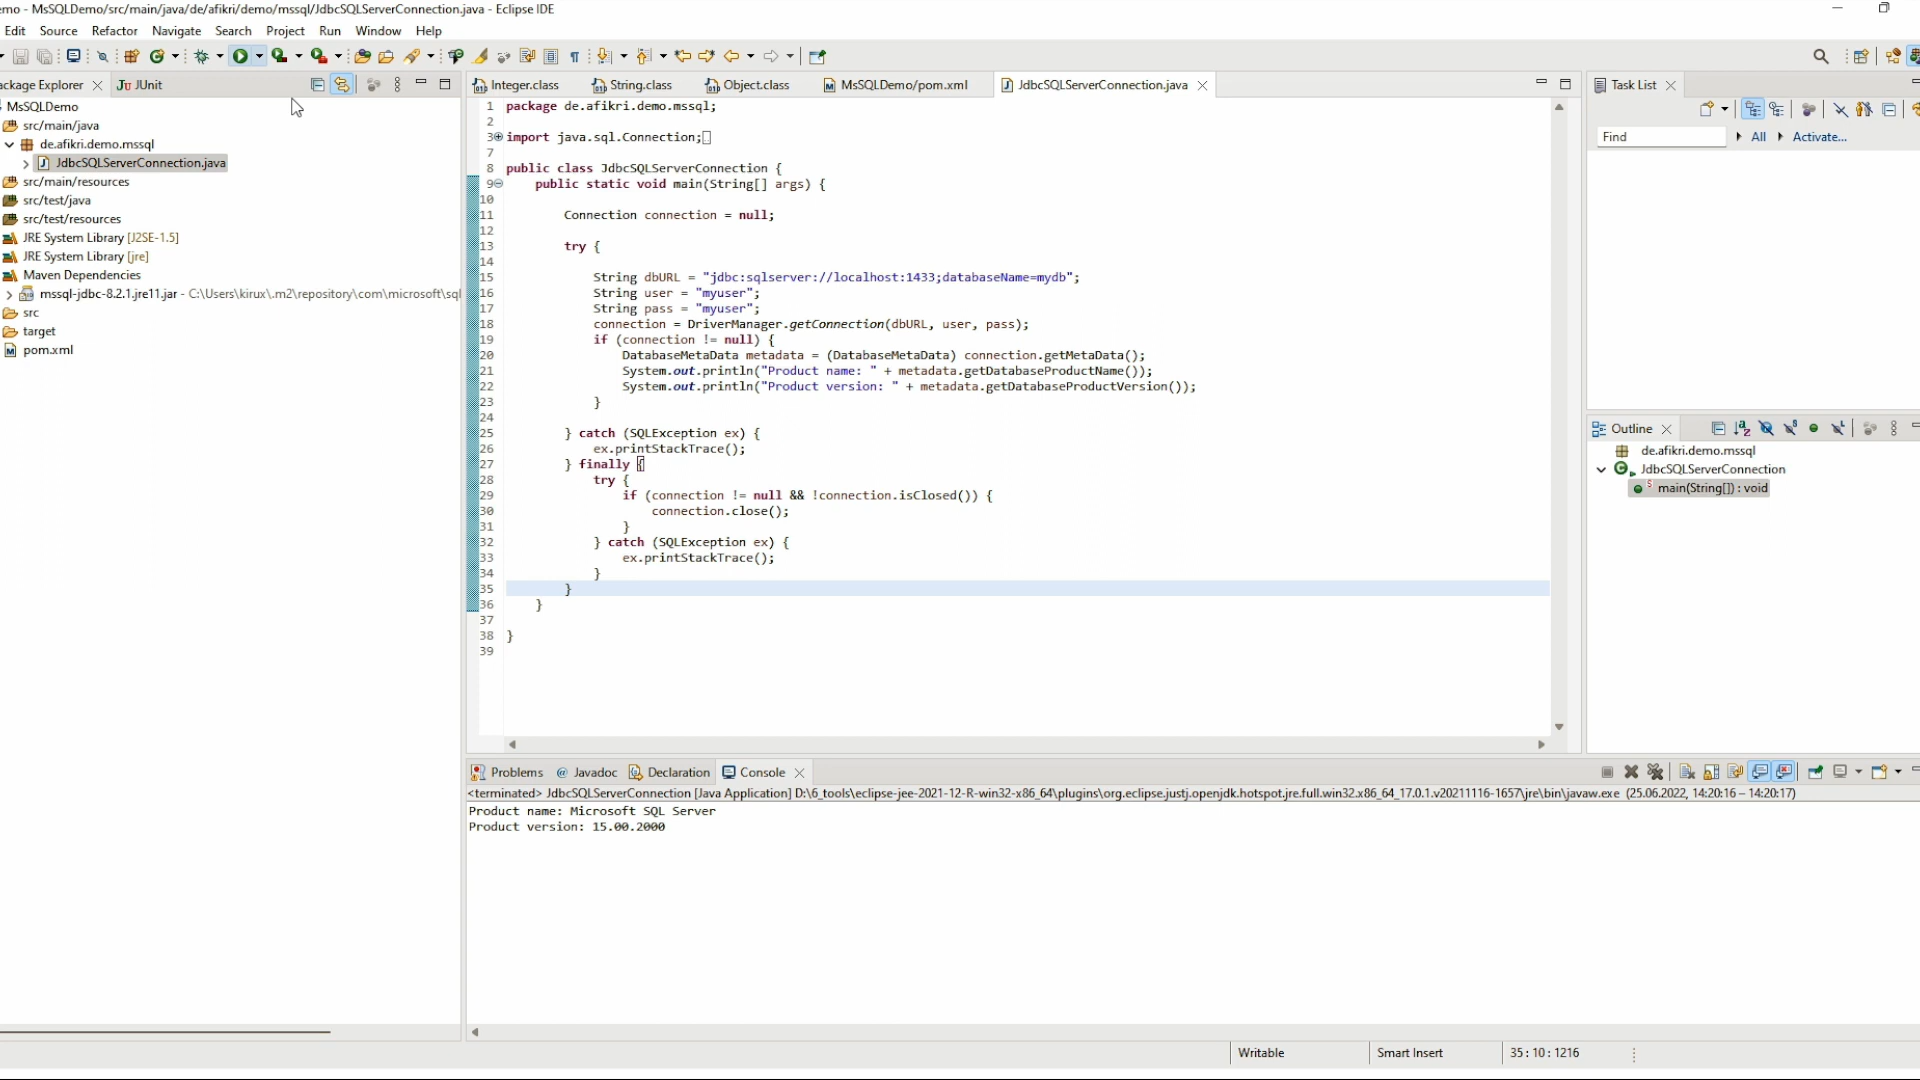 emo - MsSQLDemo/src/main/java/de/afikri/demo/mssql/JdbcSQLServerConnection.java - Eclipse IDE
Edit Source Refactor Navigate Search Project Run Window Help
ackage Explorer
JUnit
MsSQLDemo
src/main/java
de.afikri.demo.mssql
JdbcSQLServerConnection.java
src/main/resources
src/test/java
src/test/resources
JRE System Library [J2SE-1.5]
JRE System Library [jre]
Maven Dependencies
mssql-jdbc-8.2.1.jre11.jar - C:\Users\kirux\.m2\repository\com\microsoft\sql
src
target
pom.xml
Integer.class String.class Object.class MsSQLDemo/pom.xml JdbcSQLServerConnection.java
1 package de.afikri.demo.mssql;
2
3 import java.sql.Connection;
7
8 public class JdbcSQLServerConnection {
9 public static void main(String[] args) {
10
11 Connection connection = null;
12
13 try {
14
15 String dbURL = "jdbc:sqlserver://localhost:1433;databaseName=mydb";
16 String user = "myuser";
17 String pass = "myuser";
18 connection = DriverManager.getConnection(dbURL, user, pass);
19 if (connection != null) {
20 DatabaseMetaData metadata = (DatabaseMetaData) connection.getMetaData();
21 System.out.println("Product name: " + metadata.getDatabaseProductName());
22 System.out.println("Product version: " + metadata.getDatabaseProductVersion());
23 }
24
25 } catch (SQLException ex) {
26 ex.printStackTrace();
27 } finally {
28 try {
29 if (connection != null && !connection.isClosed()) {
30 connection.close();
31 }
32 } catch (SQLException ex) {
33 ex.printStackTrace();
34 }
35 }
36 }
37
38 }
39
Task List
Find All Activate...
Outline
de.afikri.demo.mssql
JdbcSQLServerConnection
main(String[]) : void
Problems Javadoc Declaration Console
<terminated> JdbcSQLServerConnection [Java Application] D:\6_tools\eclipse-jee-2021-12-R-win32-x86_64\plugins\org.eclipse.justj.openjdk.hotspot.jre.full.win32.x86_64_17.0.1.v20211116-1657\jre\bin\javaw.exe (25.06.2022, 14:20:16 – 14:20:17)
Product name: Microsoft SQL Server
Product version: 15.00.2000
Writable Smart Insert 35 : 10 : 1216